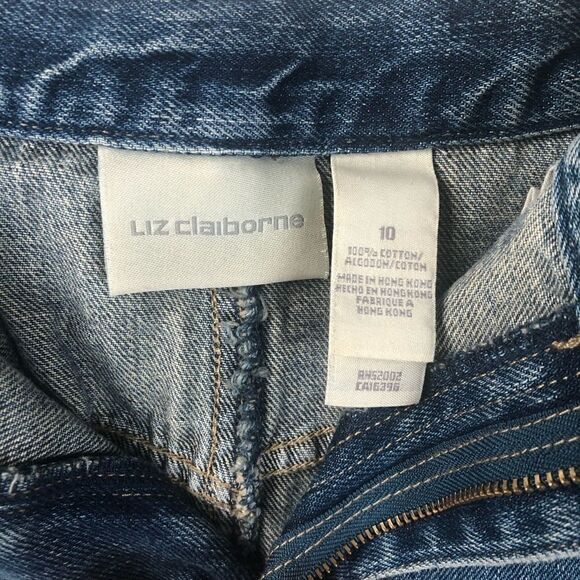 Liz claiborne
10
100% COTTON/
ALGODON/COTON
MADE IN HONG KONG
HECHO EN HONG KONG
FABRIQUE A
HONG KONG
RN52002
CA16396